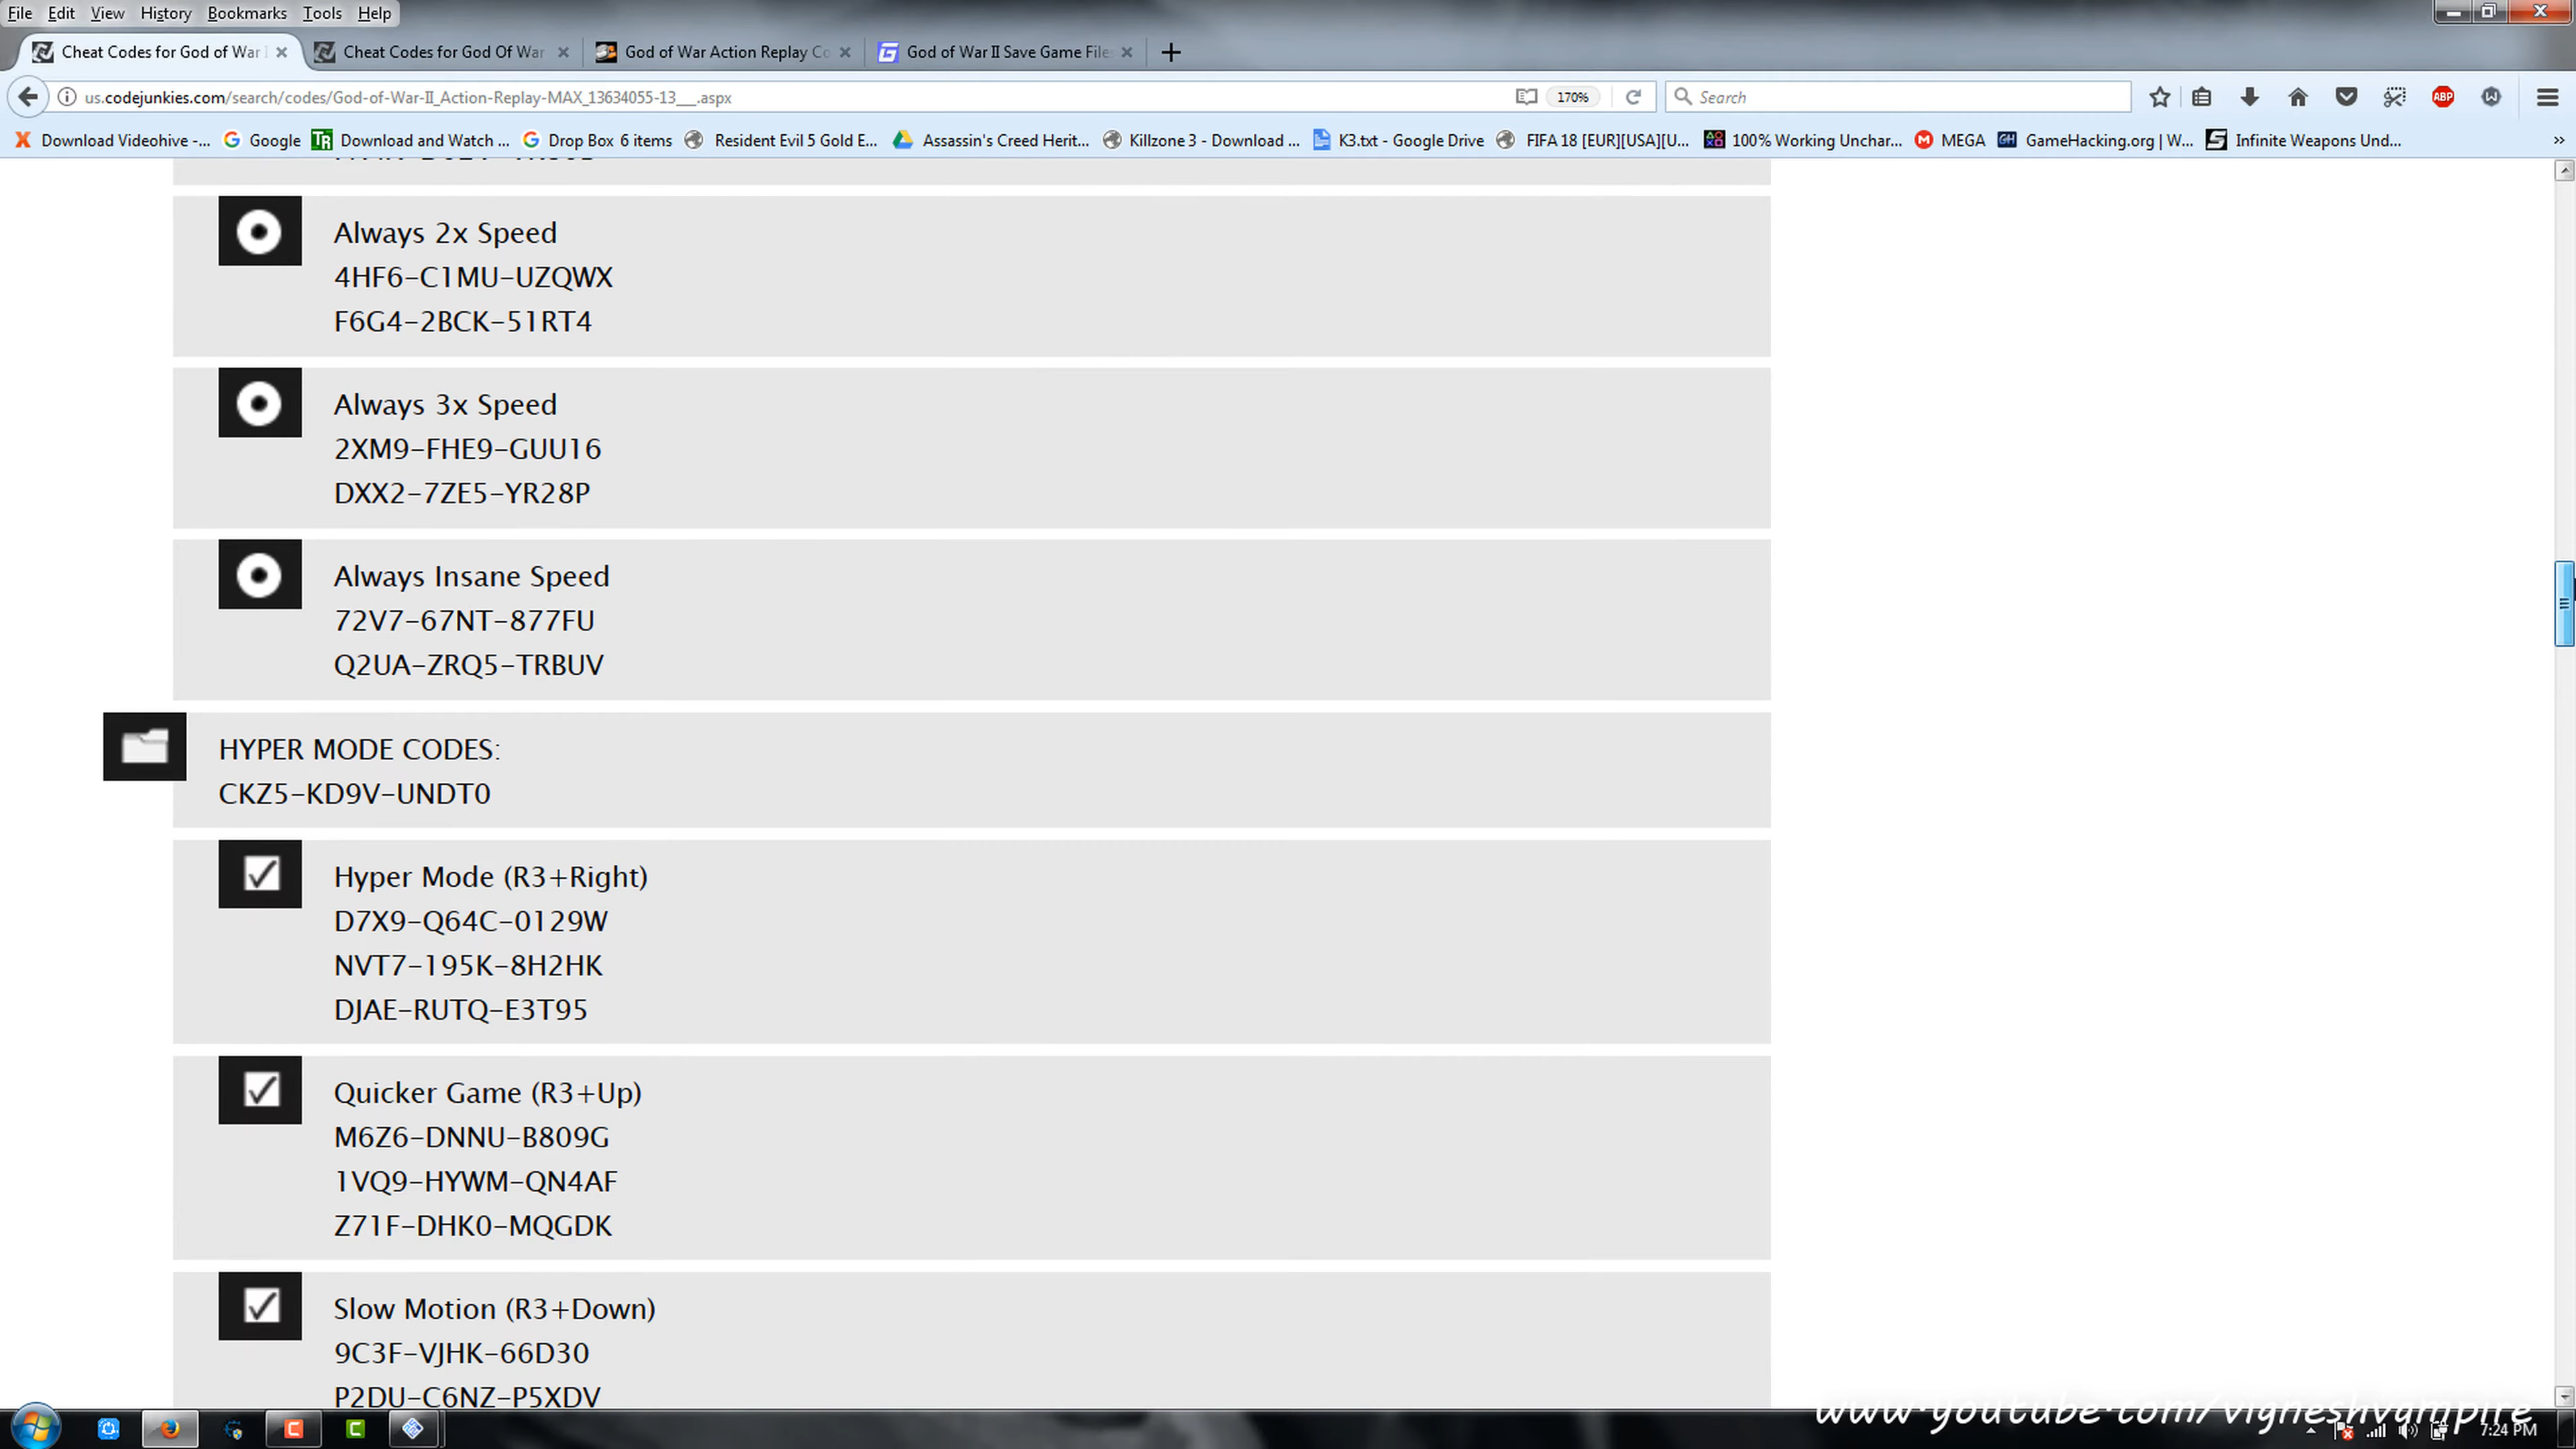 File Edit View History Bookmarks Tools Help
Cheat Codes for God of War I Cheat Codes for God Of War God of War Action Replay Co God of War II Save Game File
us.codejunkies.com/search/codes/God-of-War-II_Action-Replay-MAX_13634055-13___.aspx 170% Search
Download Videohive -... Google Download and Watch ... Drop Box 6 items Resident Evil 5 Gold E... Assassin's Creed Herit... Killzone 3 - Download ... K3.txt - Google Drive FIFA 18 [EUR][USA][U... 100% Working Unchar... MEGA GameHacking.org | W... Infinite Weapons Und...
Always 2x Speed
4HF6-C1MU-UZQWX
F6G4-2BCK-51RT4
Always 3x Speed
2XM9-FHE9-GUU16
DXX2-7ZE5-YR28P
Always Insane Speed
72V7-67NT-877FU
Q2UA-ZRQ5-TRBUV
HYPER MODE CODES:
CKZ5-KD9V-UNDT0
Hyper Mode (R3+Right)
D7X9-Q64C-0129W
NVT7-195K-8H2HK
DJAE-RUTQ-E3T95
Quicker Game (R3+Up)
M6Z6-DNNU-B809G
1VQ9-HYWM-QN4AF
Z71F-DHK0-MQGDK
Slow Motion (R3+Down)
9C3F-VJHK-66D30
P2DU-C6NZ-P5XDV
www.youtube.com/vigneshvampire
7:24 PM